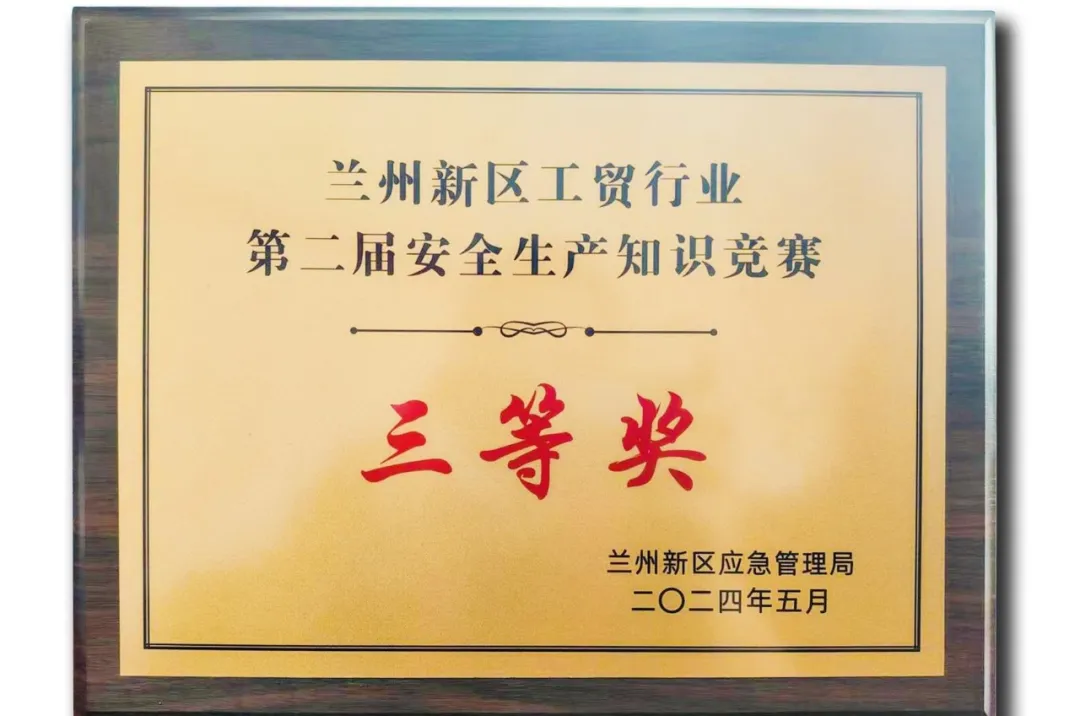 兰州新区工贸行业
第二届安全生产知识竞赛
三等奖
兰州新区应急管理局
二〇二四年五月